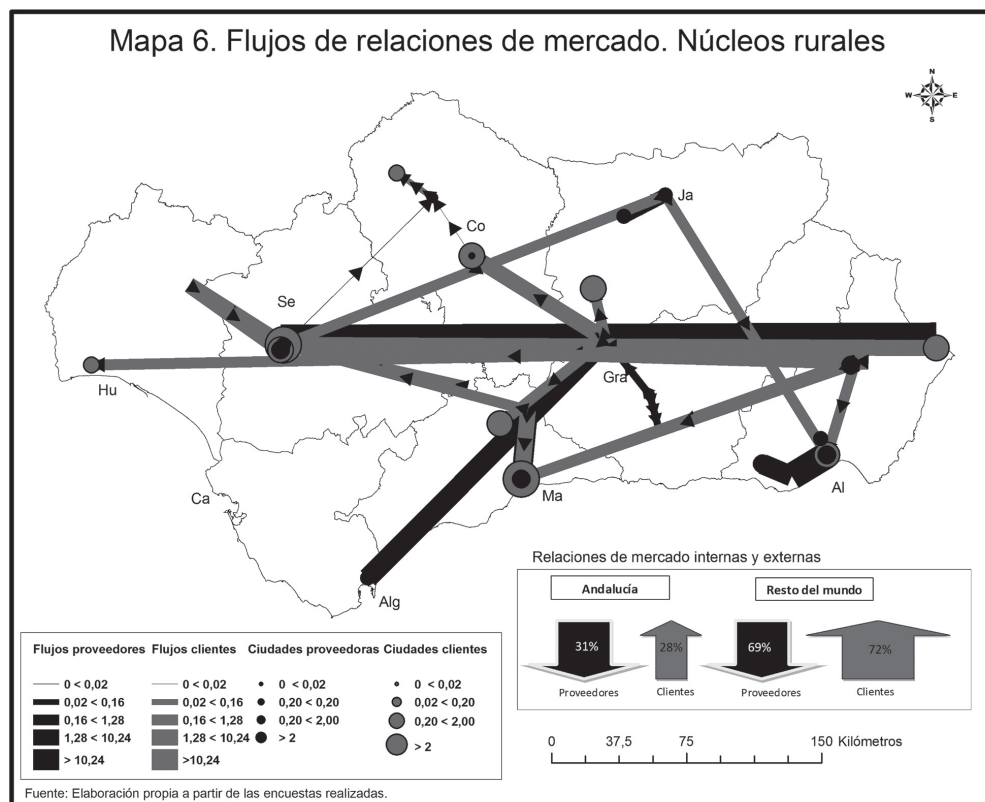 Mapa 6. Flujos de relaciones de mercado. Núcleos rurales
N
W E
S
Ja
Co
Se
Gra
Hu
Ca
Ma
Al
Alg
Relaciones de mercado internas y externas
Andalucía
Resto del mundo
31%
28%
69%
72%
Proveedores
Clientes
Proveedores
Clientes
Flujos proveedores Flujos clientes Ciudades proveedoras Ciudades clientes
0 < 0,02 0 < 0,02 0 < 0,02 0 < 0,02
0,02 < 0,16 0,02 < 0,16 0,20 < 0,20 0,02 < 0,20
0,16 < 1,28 0,16 < 1,28 0,20 < 2,00 0,20 < 2,00
1,28 < 10,24 1,28 < 10,24 > 2 > 2
> 10,24 >10,24
0 37,5 75 150 Kilómetros
Fuente: Elaboración propia a partir de las encuestas realizadas.